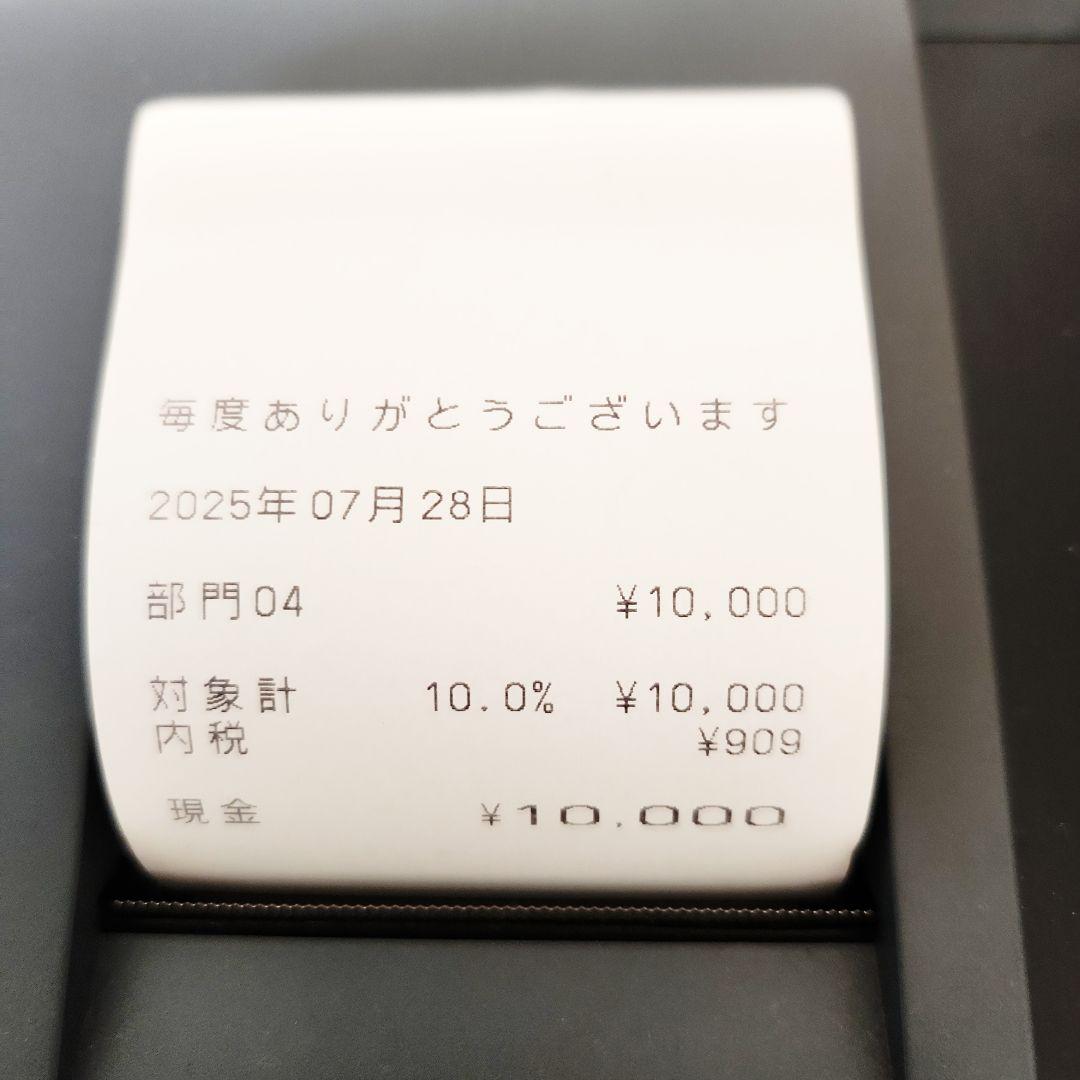 毎度ありがとうございます
2025年07月28日
部門04 ¥10,000
対象計 10.0% ¥10,000
内税 ¥909
現金 ¥10,000